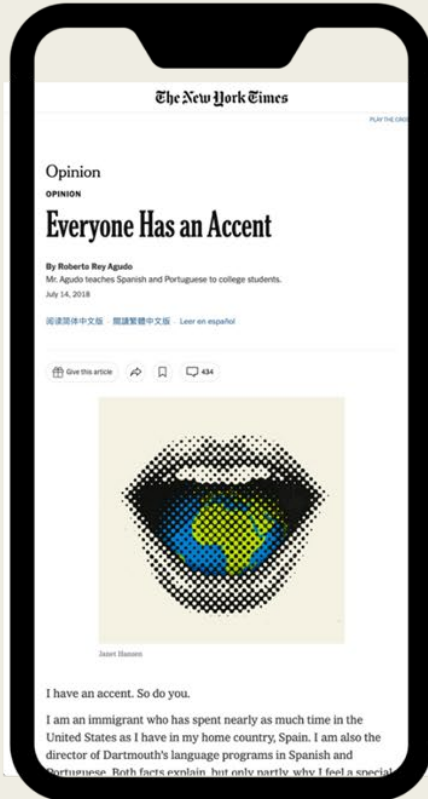 The New York Times
Opinion
OPINION
Everyone Has an Accent
By Roberto Rey Agudo
Mr. Agudo teaches Spanish and Portuguese to college students.
July 14, 2018
阅读简体中文版 · 閱讀繁體中文版 · Leer en español
Give this article 434
Janet Hansen
I have an accent. So do you.
I am an immigrant who has spent nearly as much time in the
United States as I have in my home country, Spain. I am also the
director of Dartmouth's language programs in Spanish and
Portuguese. Both facts explain, but only partly, why I feel a special